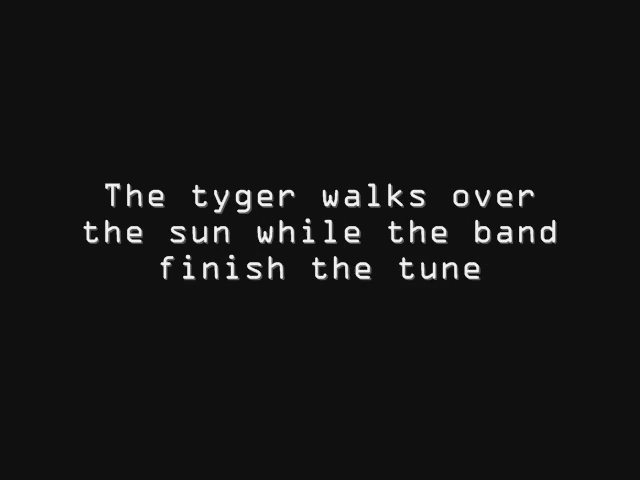 The tyger walks over
the sun while the band
finish the tune